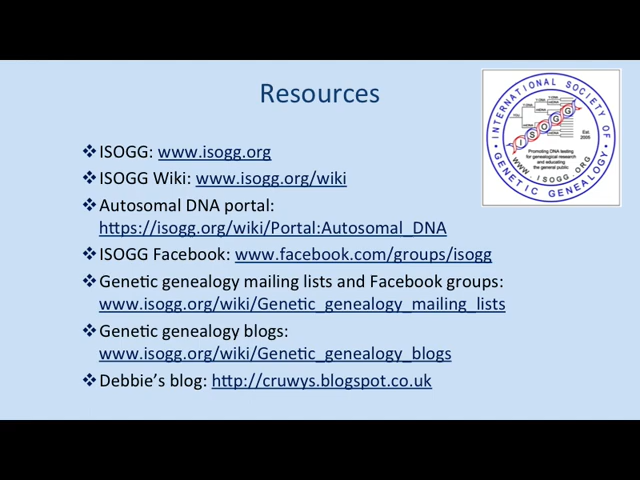 Resources
ISOGG: www.isogg.org
ISOGG Wiki: www.isogg.org/wiki
Autosomal DNA portal:
https://isogg.org/wiki/Portal:Autosomal_DNA
ISOGG Facebook: www.facebook.com/groups/isogg
Genetic genealogy mailing lists and Facebook groups:
www.isogg.org/wiki/Genetic_genealogy_mailing_lists
Genetic genealogy blogs:
www.isogg.org/wiki/Genetic_genealogy_blogs
Debbie’s blog: http://cruwys.blogspot.co.uk
INTERNATIONAL SOCIETY OF
GENETIC GENEALOGY
ISOGG
Est.
2005
Promoting DNA testing
for genealogical research
and educating
the general public
WWW.ISOGG.ORG